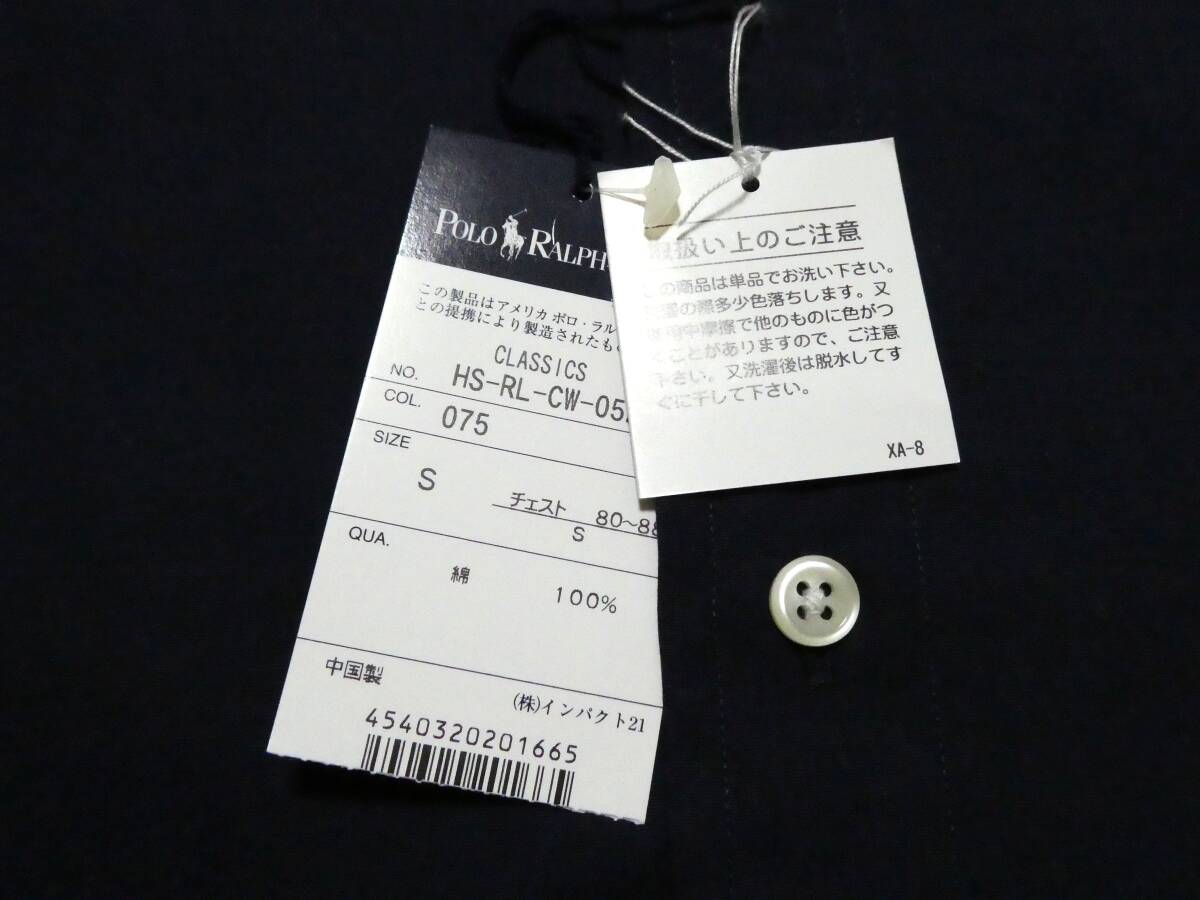 POLO RALPH
この製品はアメリカ ポロ・ラル
との提携により製造されたも
CLASSICS
NO. HS-RL-CW-05
COL. 075
SIZE
S
チェスト 80~88
S
QUA.
綿 100%
中国製
(株)インパクト21
4540320201665
取扱い上のご注意
この商品は単品でお洗い下さい。
の際多少色落ちします。又
中摩擦で他のものに色がつ
くことがありますので、ご注意
下さい。又洗濯後は脱水してす
ぐに干して下さい。
XA-8